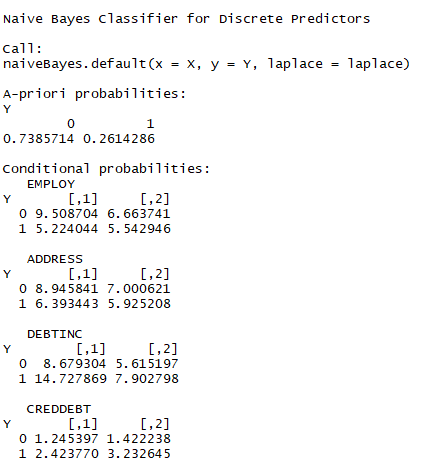 Naive Bayes Classifier for Discrete Predictors
Call:
naiveBayes.default(x = X, y = Y, laplace = laplace)
A-priori probabilities:
Y
0 1
0.7385714 0.2614286
Conditional probabilities:
EMPLOY
Y [,1] [,2]
0 9.508704 6.663741
1 5.224044 5.542946
ADDRESS
Y [,1] [,2]
0 8.945841 7.000621
1 6.393443 5.925208
DEBTINC
Y [,1] [,2]
0 8.679304 5.615197
1 14.727869 7.902798
CREDDEBT
Y [,1] [,2]
0 1.245397 1.422238
1 2.423770 3.232645